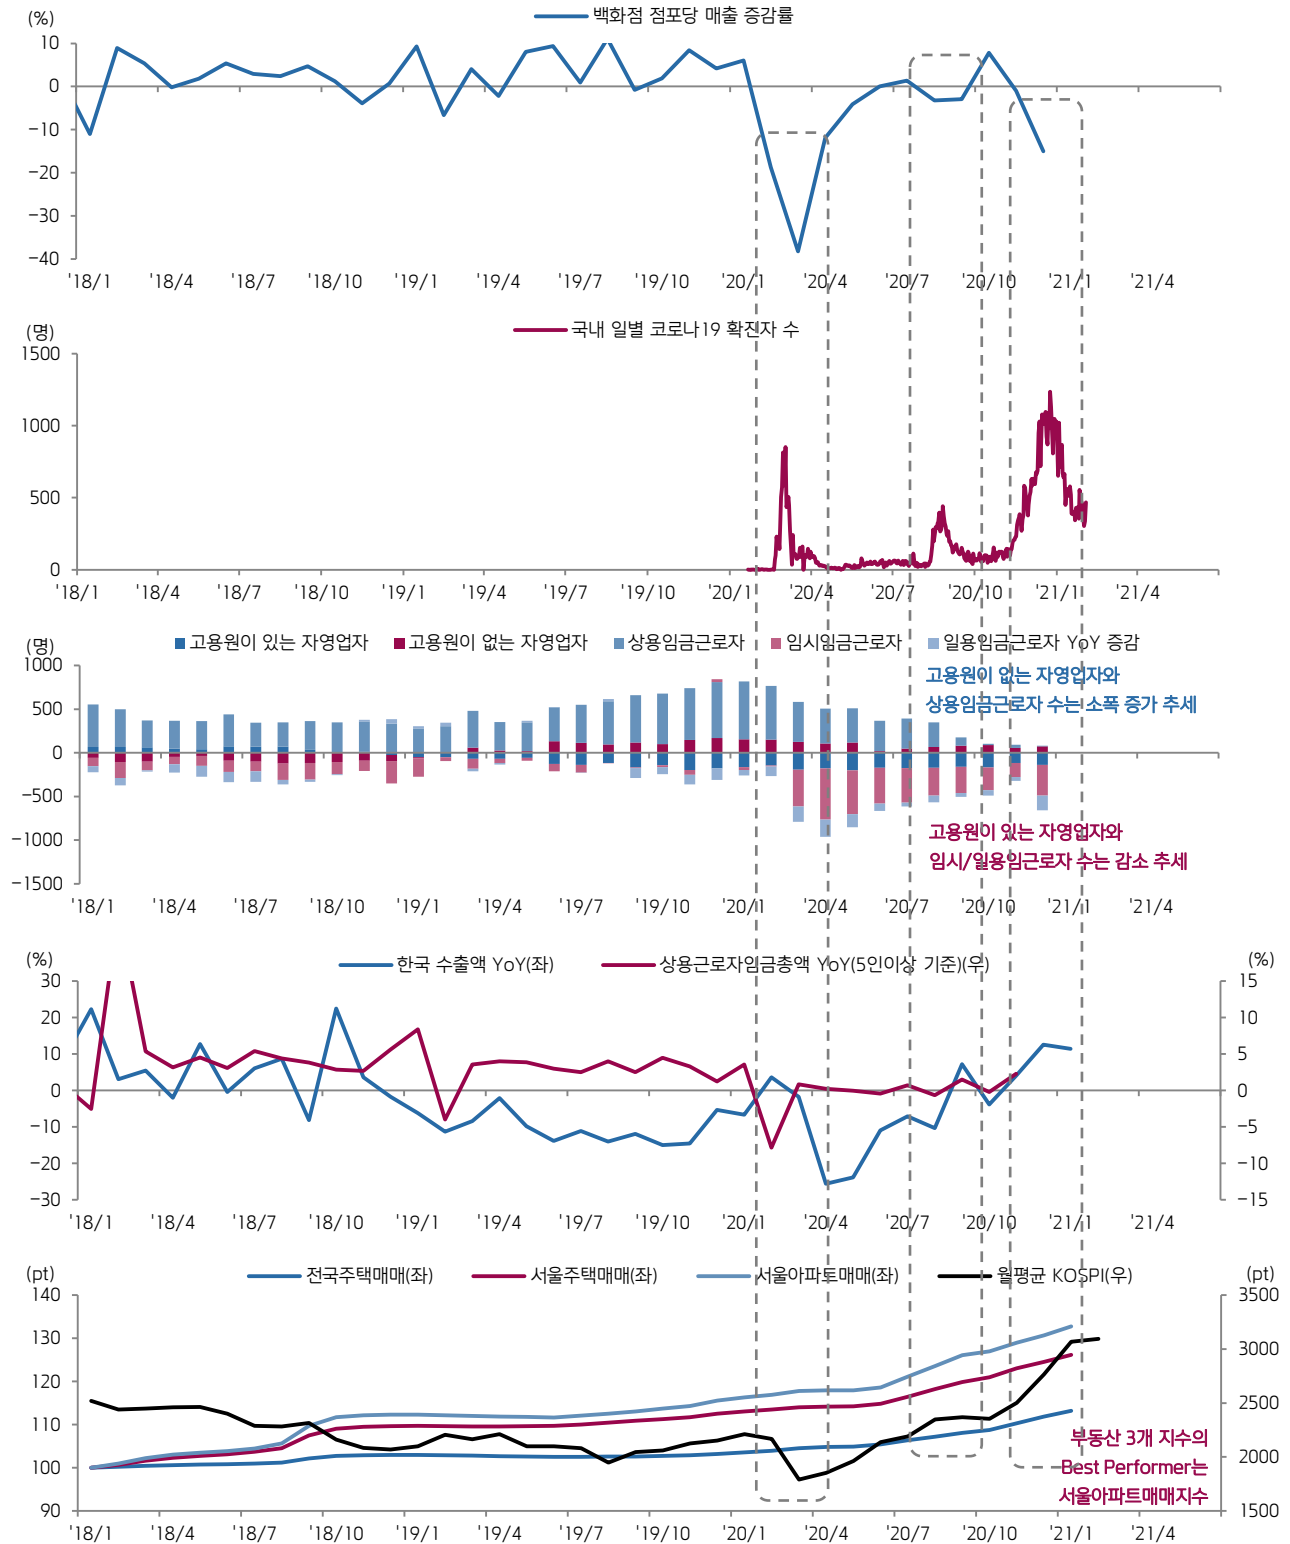 (%)
백화점 점포당 매출 증감률
10
0
−10
−20
−30
−40
'18/1 '18/4 '18/7 '18/10 '19/1 '19/4 '19/7 '19/10 '20/1 '20/4 '20/7 '20/10 '21/1 '21/4
(명)
국내 일별 코로나19 확진자 수
1500
1000
500
0
'18/1 '18/4 '18/7 '18/10 '19/1 '19/4 '19/7 '19/10 '20/1 '20/4 '20/7 '20/10 '21/1 '21/4
(명)
고용원이 있는 자영업자 고용원이 없는 자영업자 상용임금근로자 임시임금근로자 일용임금근로자 YoY 증감
1000
500
0
−500
−1000
−1500
고용원이 없는 자영업자와
상용임금근로자 수는 소폭 증가 추세
고용원이 있는 자영업자와
임시/일용임근로자 수는 감소 추세
'18/1 '18/4 '18/7 '18/10 '19/1 '19/4 '19/7 '19/10 '20/1 '20/4 '20/7 '20/10 '21/1 '21/4
(%)
한국 수출액 YoY(좌) 상용근로자임금총액 YoY(5인이상 기준)(우)
(%)
30
20
10
0
−10
−20
−30
15
10
5
0
−5
−10
−15
'18/1 '18/4 '18/7 '18/10 '19/1 '19/4 '19/7 '19/10 '20/1 '20/4 '20/7 '20/10 '21/1 '21/4
(pt)
전국주택매매(좌) 서울주택매매(좌) 서울아파트매매(좌) 월평균 KOSPI(우)
(pt)
140
130
120
110
100
90
3500
3000
2500
2000
1500
부동산 3개 지수의
Best Performer는
서울아파트매매지수
'18/1 '18/4 '18/7 '18/10 '19/1 '19/4 '19/7 '19/10 '20/1 '20/4 '20/7 '20/10 '21/1 '21/4